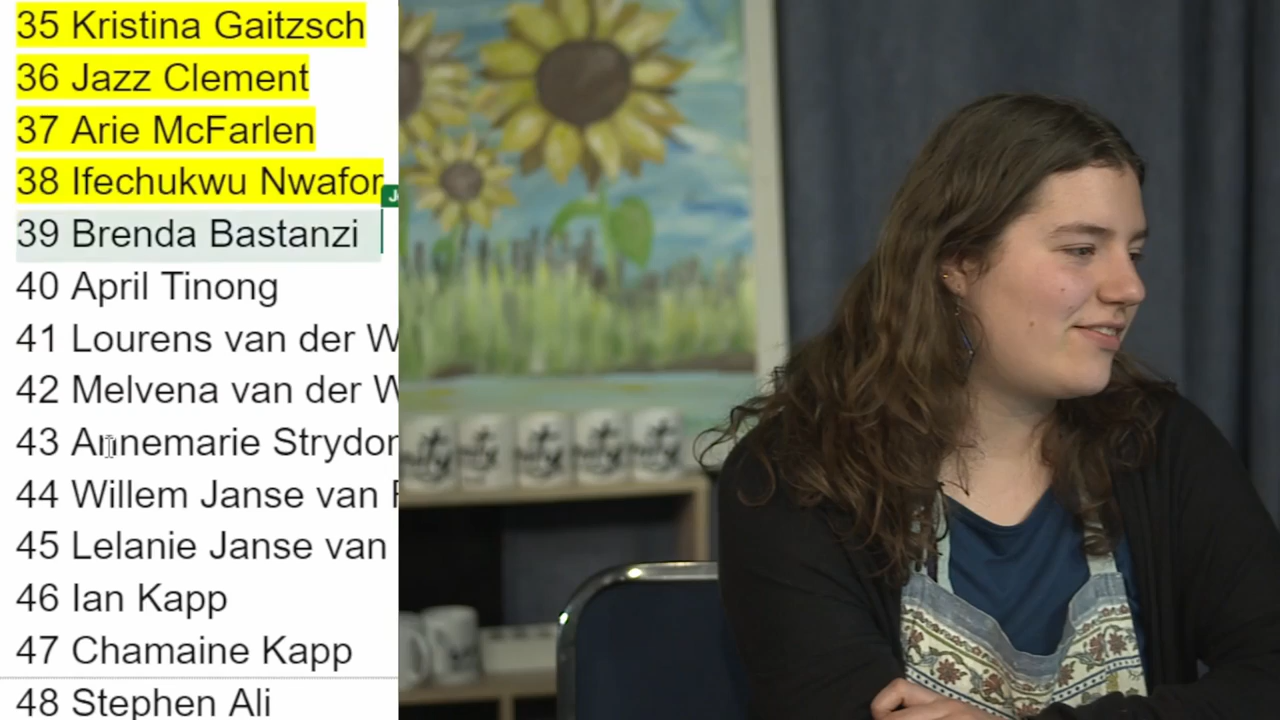 35 Kristina Gaitzsch
36 Jazz Clement
37 Arie McFarlen
38 Ifechukwu Nwafor
39 Brenda Bastanzi
40 April Tinong
41 Lourens van der
42 Melvena van der
43 Annemarie
44 Willem Janse van
45 Lelanie Janse van
46 Ian Kapp
47 Chamaine Kapp
48 Stephen Ali